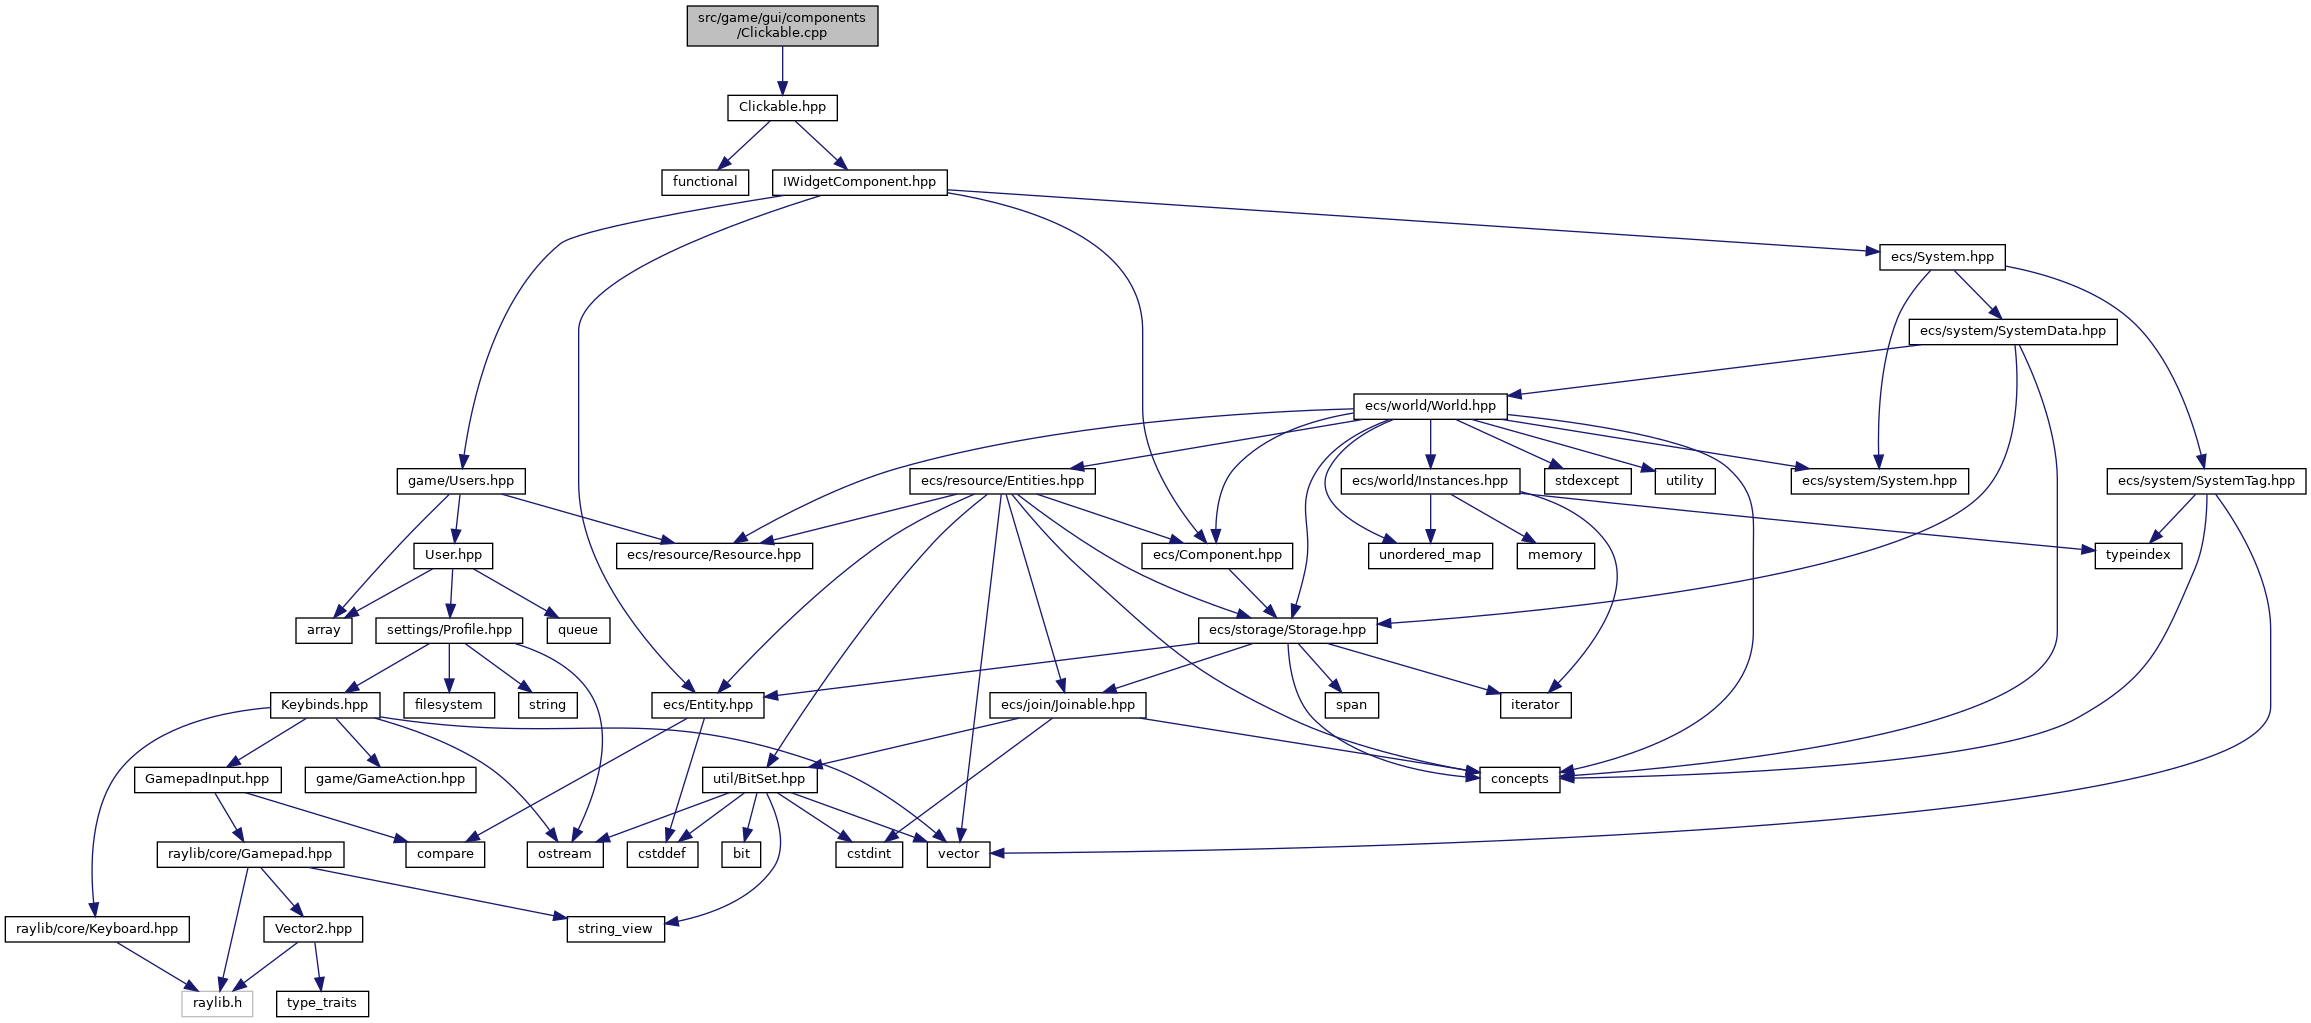 src/game/gui/components
/Clickable.cpp
Clickable.hpp
functional
IWidgetComponent.hpp
ecs/System.hpp
ecs/system/SystemData.hpp
ecs/world/World.hpp
game/Users.hpp
ecs/resource/Entities.hpp
ecs/world/Instances.hpp
stdexcept
utility
ecs/system/System.hpp
ecs/system/SystemTag.hpp
User.hpp
ecs/resource/Resource.hpp
ecs/Component.hpp
unordered_map
memory
typeindex
array
settings/Profile.hpp
queue
ecs/storage/Storage.hpp
Keybinds.hpp
filesystem
string
ecs/Entity.hpp
ecs/join/Joinable.hpp
span
iterator
GamepadInput.hpp
game/GameAction.hpp
util/BitSet.hpp
concepts
raylib/core/Gamepad.hpp
compare
ostream
cstddef
bit
cstdint
vector
raylib/core/Keyboard.hpp
Vector2.hpp
string_view
raylib.h
type_traits